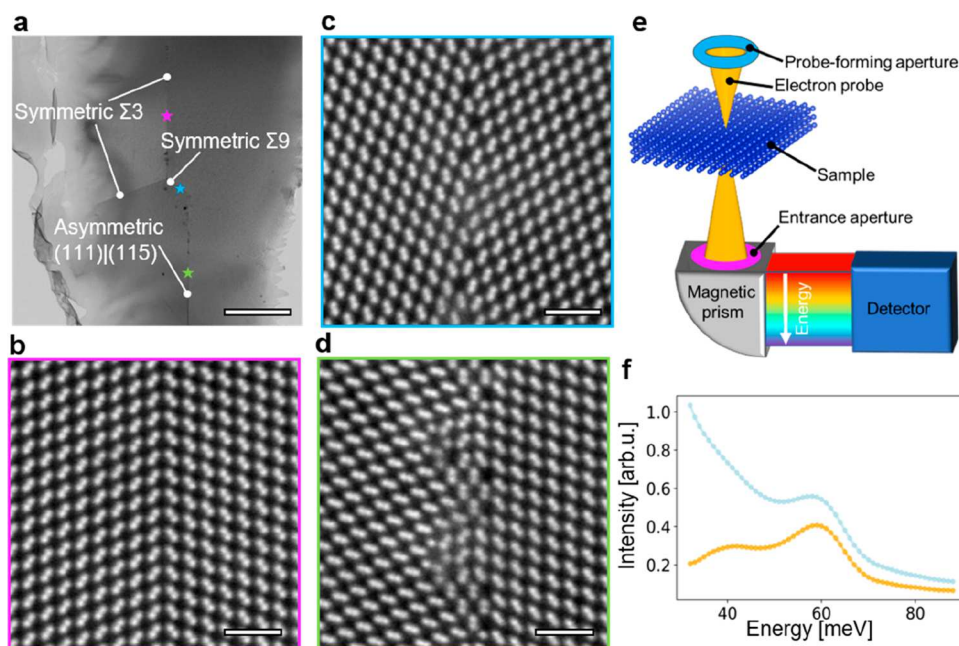 a
Symmetric Σ3
Symmetric Σ9
Asymmetric
(111)|(115)
b
c
d
e
Probe-forming aperture
Electron probe
Sample
Entrance aperture
Magnetic
prism
Energy
Detector
f
Intensity [arb.u.]
1.0
0.8
0.6
0.4
0.2
40
60
80
Energy [meV]